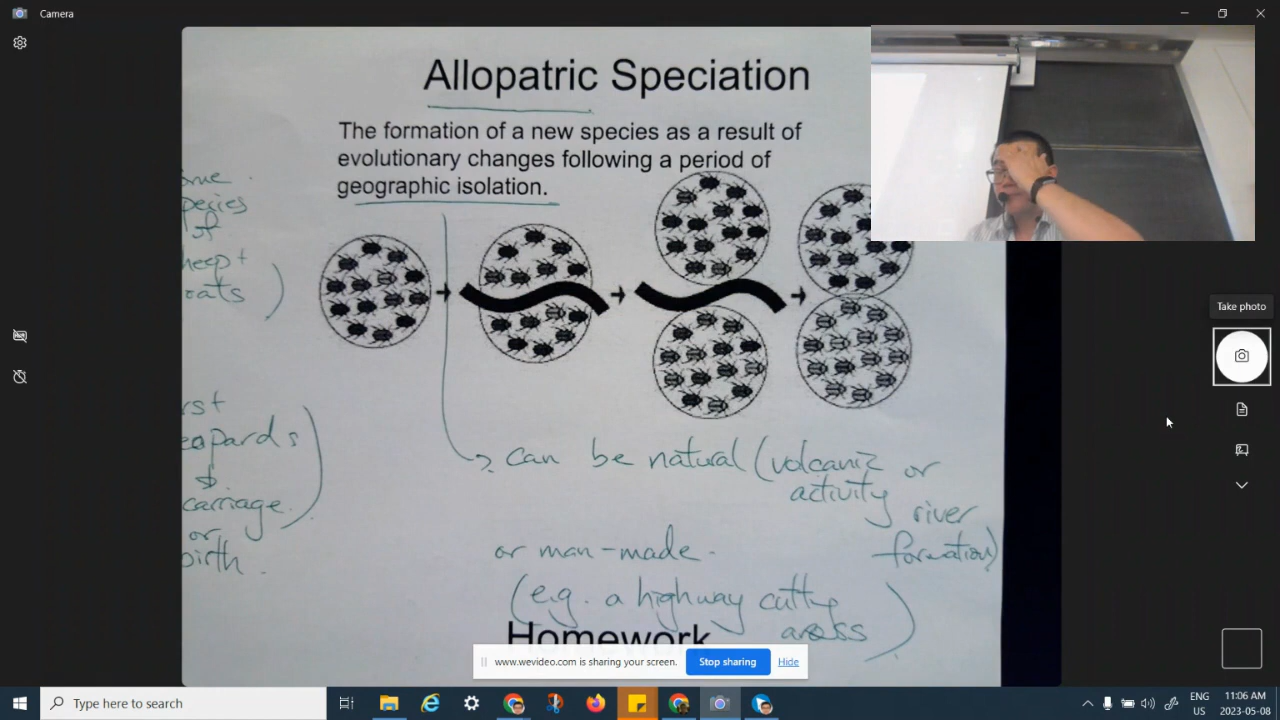 Camera
Allopatric Speciation
The formation of a new species as a result of
evolutionary changes following a period of
geographic isolation.
species
of
goats
leopards
carriage.
or
birth.
can be natural (volcanic or
activity
river
formation)
or man-made.
(e.g. a highway cutting
across
)
Homework
Take photo
www.wevideo.com is sharing your screen.
Stop sharing
Hide
Type here to search
ENG
US
11:06 AM
2023-05-08